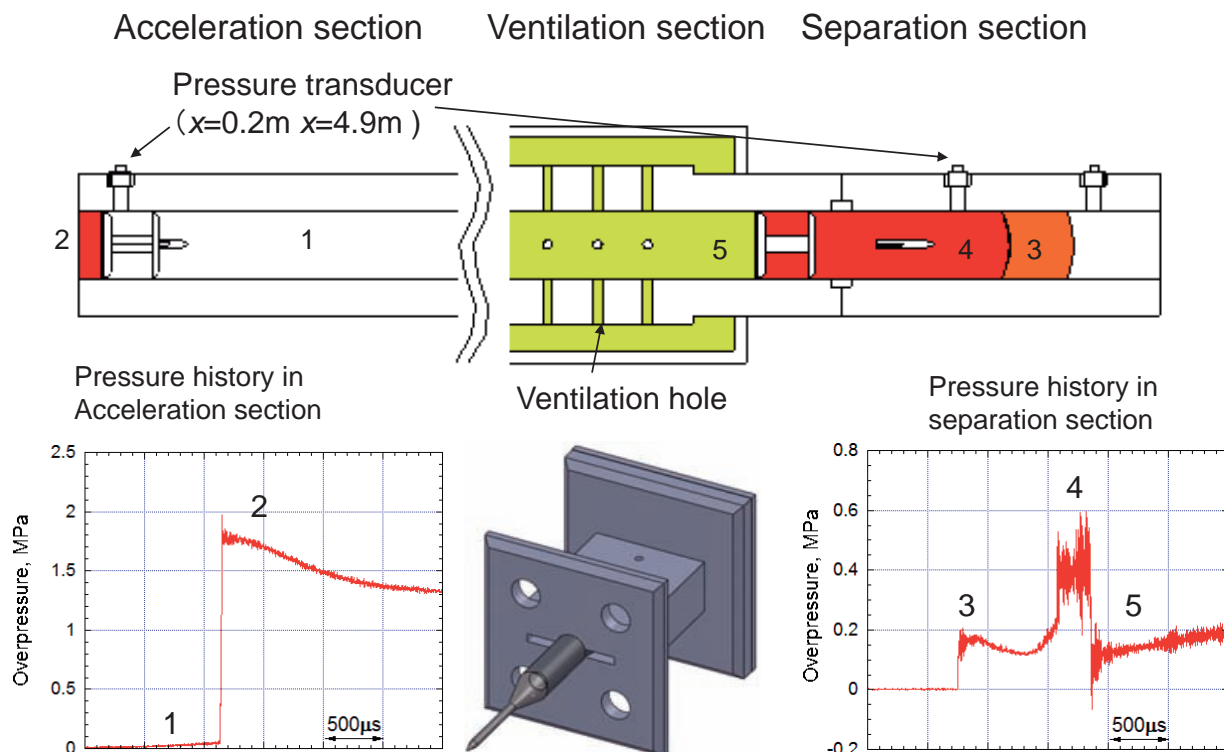 Acceleration section Ventilation section Separation section
Pressure transducer
(x=0.2m x=4.9m )
2
1
5
4
3
Pressure history in
Acceleration section
Ventilation hole
Pressure history in
separation section
Overpressure, MPa
2.5
2
1.5
1
0.5
0
1
2
500μs
Overpressure, MPa
0.8
0.6
0.4
0.2
0
-0.2
3
4
5
500μs